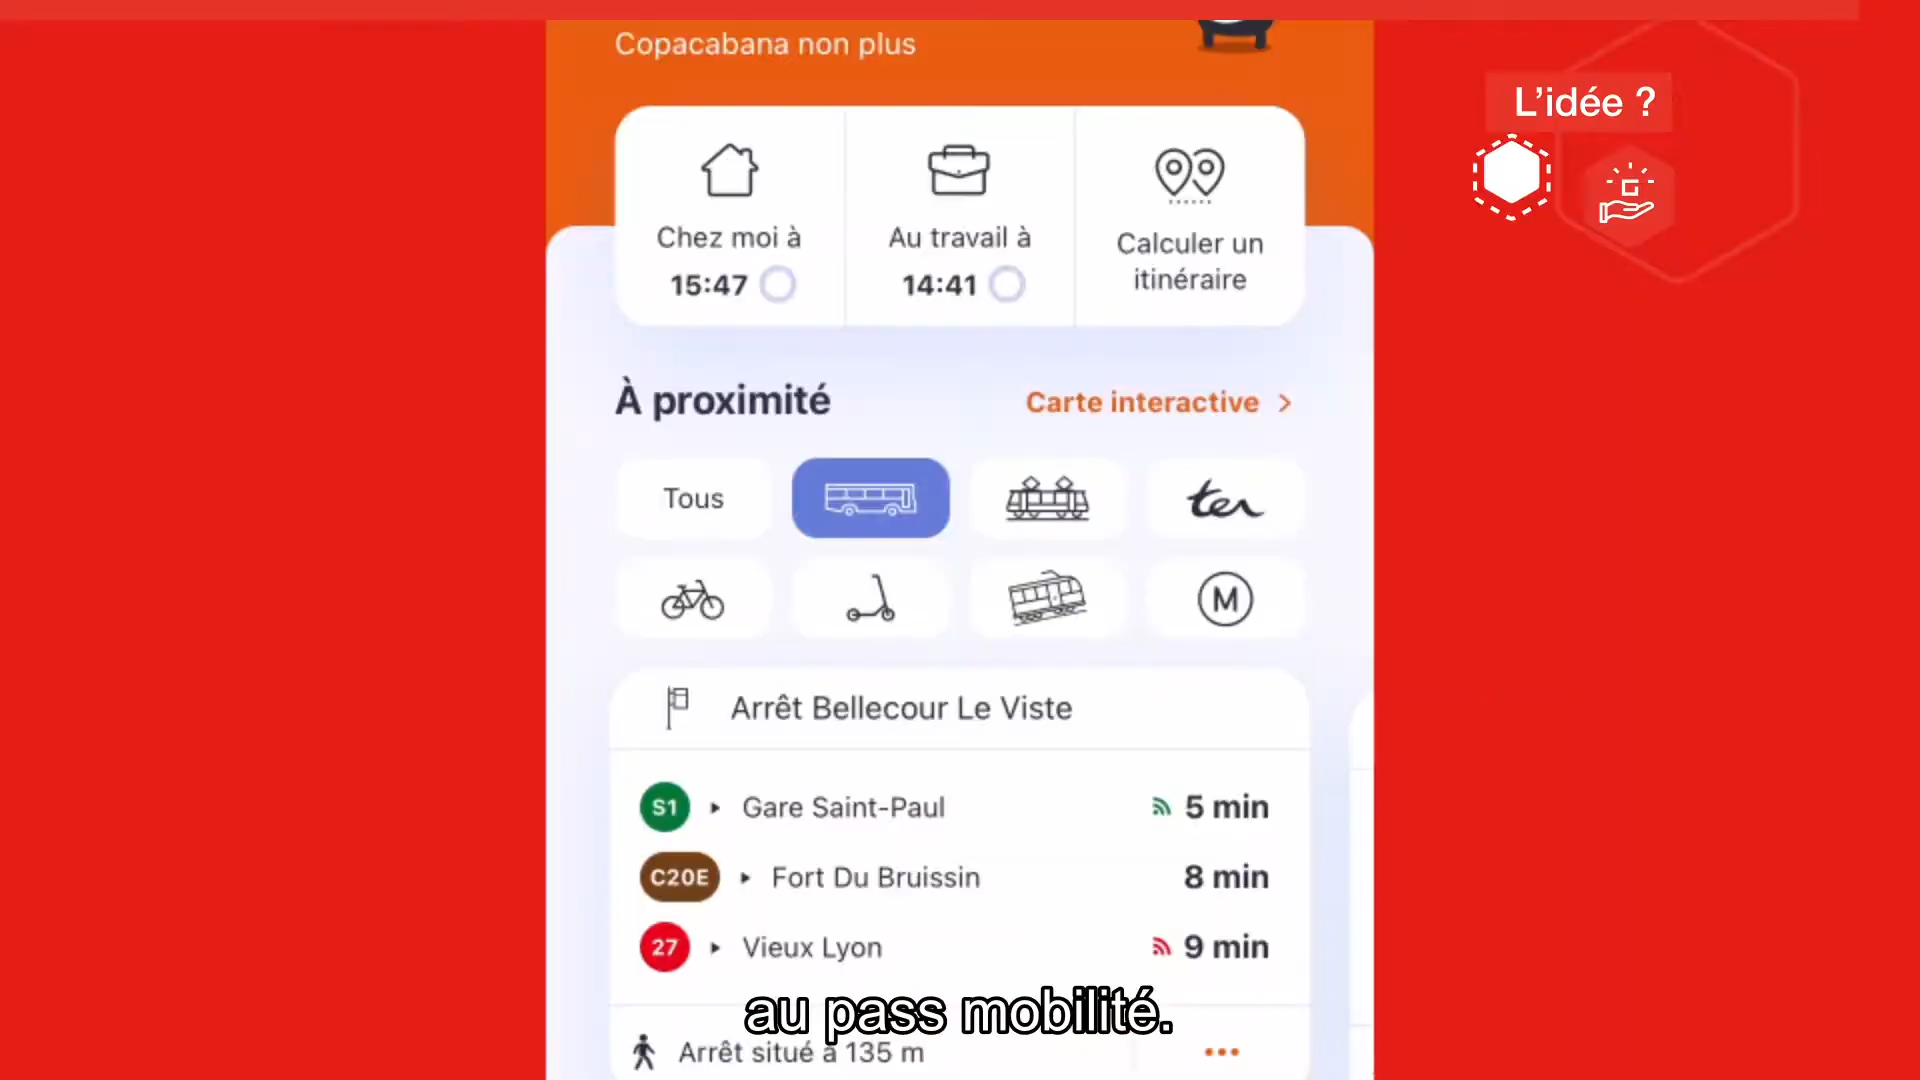 Copacabana non plus
L’idée ?
Chez moi à
15:47
Au travail à
14:41
Calculer un
itinéraire
À proximité
Carte interactive
Tous
ter
M
Arrêt Bellecour Le Viste
S1 Gare Saint-Paul 5 min
C20E Fort Du Bruissin 8 min
27 Vieux Lyon 9 min
au pass mobilité.
Arrêt situé à 135 m